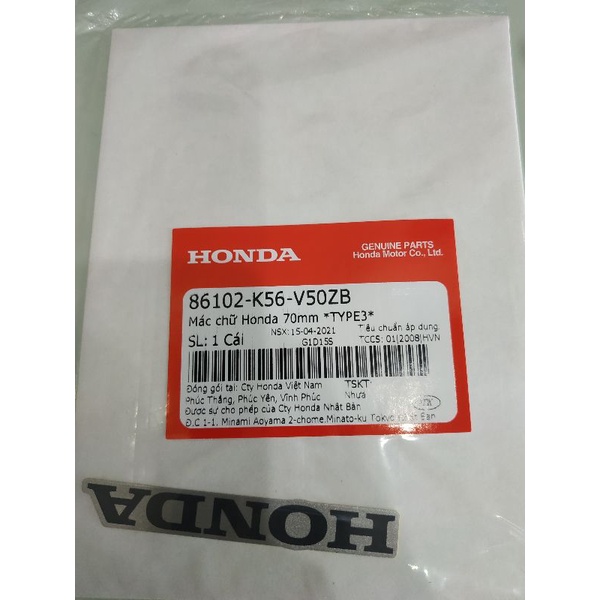 HONDA
GENUINE PARTS
Honda Motor Co., Ltd.
86102-K56-V50ZB
Mác chữ Honda 70mm *TYPE3*
SL: 1 Cái
NSX: 15-04-2021
G1D15S
Tiêu chuẩn áp dụng:
TCCS: 01|2008|HVN
Đóng gói tại: Cty Honda Việt Nam
Phúc Thắng, Phúc Yên, Vĩnh Phúc
Được sự cho phép của Cty Honda Nhật Bản
Đ.C 1-1, Minami Aoyama 2-chome,Minato-ku Tokyo
TSKT:
Nhựa
HONDA